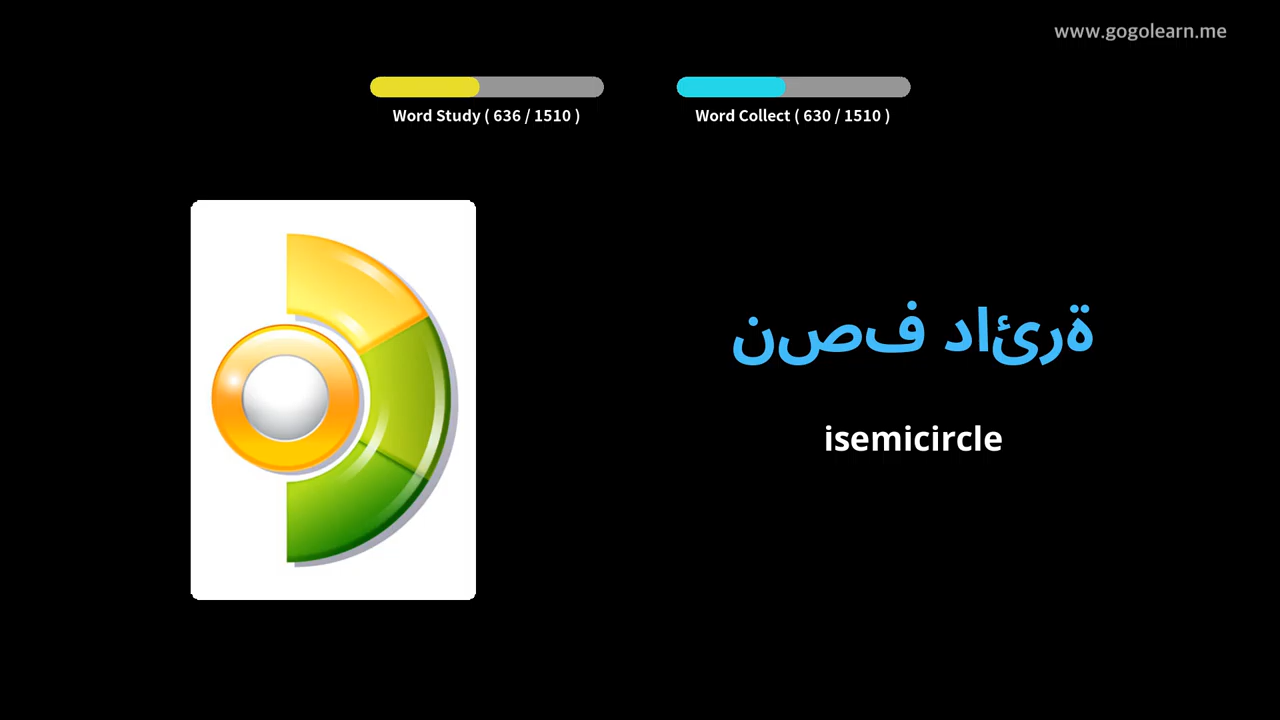 www.gogolearn.me
Word Study ( 636 / 1510 )
Word Collect ( 630 / 1510 )
ةرئاد فصن
isemicircle